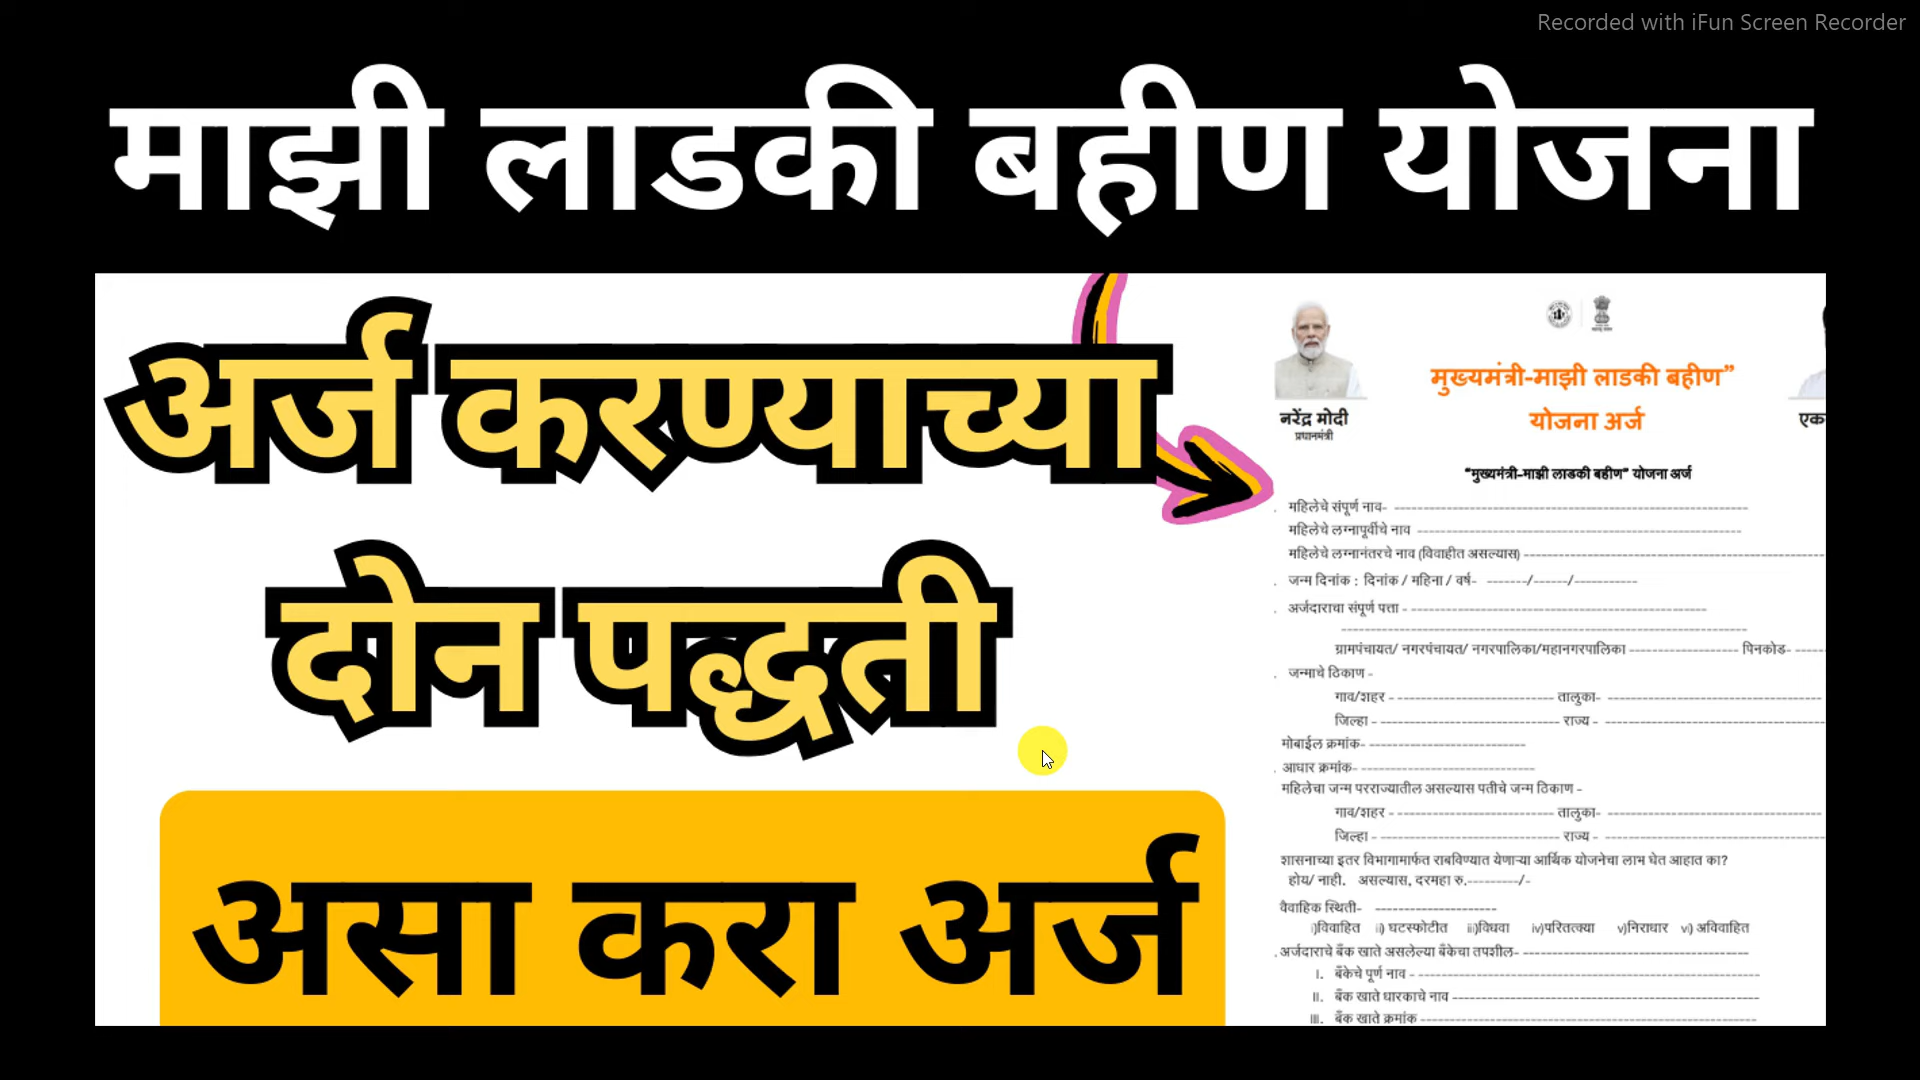 Recorded with iFun Screen Recorder
माझी लाडकी बहीण योजना
अर्ज करण्याच्या
दोन पद्धती
असा करा अर्ज
नरेंद्र मोदी
प्रधानमंत्री
मुख्यमंत्री-माझी लाडकी बहीण”
योजना अर्ज
एक
“मुख्यमंत्री-माझी लाडकी बहीण” योजना अर्ज
महिलेचे संपूर्ण नाव-
महिलेचे लग्नापूर्वीचे नाव
महिलेचे लग्नानंतरचे नाव (विवाहीत असल्यास)
जन्म दिनांक : दिनांक / महिना / वर्ष- -------/------/-----------
अर्जदाराचा संपूर्ण पत्ता -
ग्रामपंचायत/ नगरपंचायत/ नगरपालिका/महानगरपालिका ------------------- पिनकोड-
जन्माचे ठिकाण -
गाव/शहर - --------------------------- तालुका-
जिल्हा - ------------------------------ राज्य -
मोबाईल क्रमांक-
आधार क्रमांक-
महिलेचा जन्म परराज्यातील असल्यास पतीचे जन्म ठिकाण -
गाव/शहर - --------------------------- तालुका-
जिल्हा - ------------------------------ राज्य -
शासनाच्या इतर विभागामार्फत राबविण्यात येणाऱ्या आर्थिक योजनेचा लाभ घेत आहात का?
होय/ नाही. असल्यास, दरमहा रु.---------/-
वैवाहिक स्थिती-
i)विवाहित ii) घटस्फोटीत iii)विधवा iv)परितत्क्या v)निराधार vi) अविवाहित
अर्जदाराचे बँक खाते असलेल्या बँकेचा तपशील-
I. बँकेचे पूर्ण नाव -
II. बँक खाते धारकाचे नाव
III. बँक खाते क्रमांक